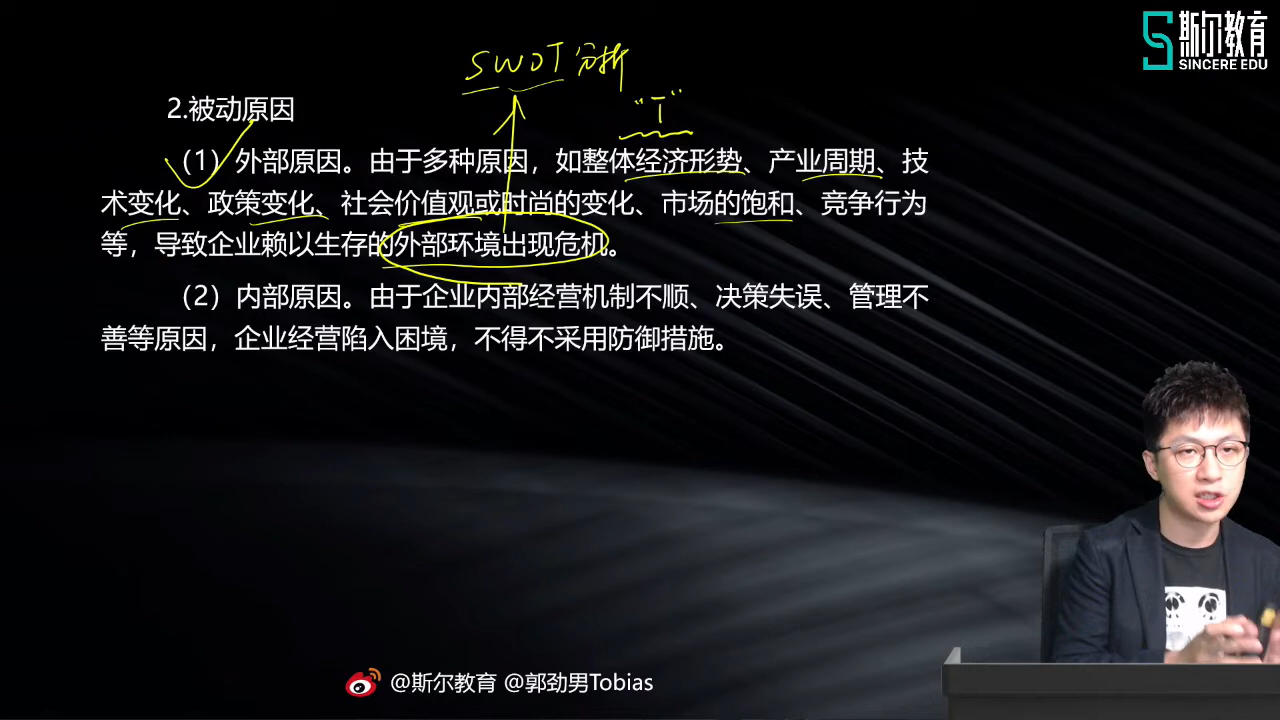 斯尔教育
SINCERE EDU
SWOT分析
"T"
2.被动原因
（1）外部原因。由于多种原因，如整体经济形势、产业周期、技
术变化、政策变化、社会价值观或时尚的变化、市场的饱和、竞争行为
等，导致企业赖以生存的外部环境出现危机。
（2）内部原因。由于企业内部经营机制不顺、决策失误、管理不
善等原因，企业经营陷入困境，不得不采用防御措施。
@斯尔教育 @郭劲男Tobias